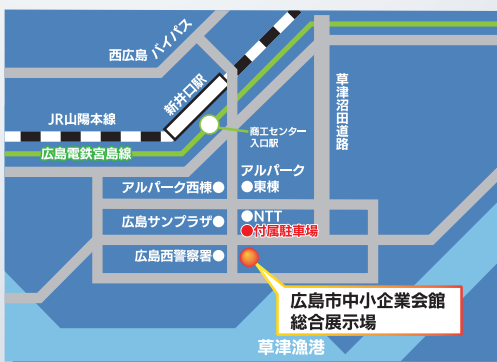 西広島
バイパス
新井口駅
草津沼田道路
JR山陽本線
商工センター
入口駅
広島電鉄宮島線
アルパーク
東棟
アルパーク西棟
NTT
広島サンプラザ
付属駐車場
広島西警察署
広島市中小企業会館
総合展示場
草津漁港